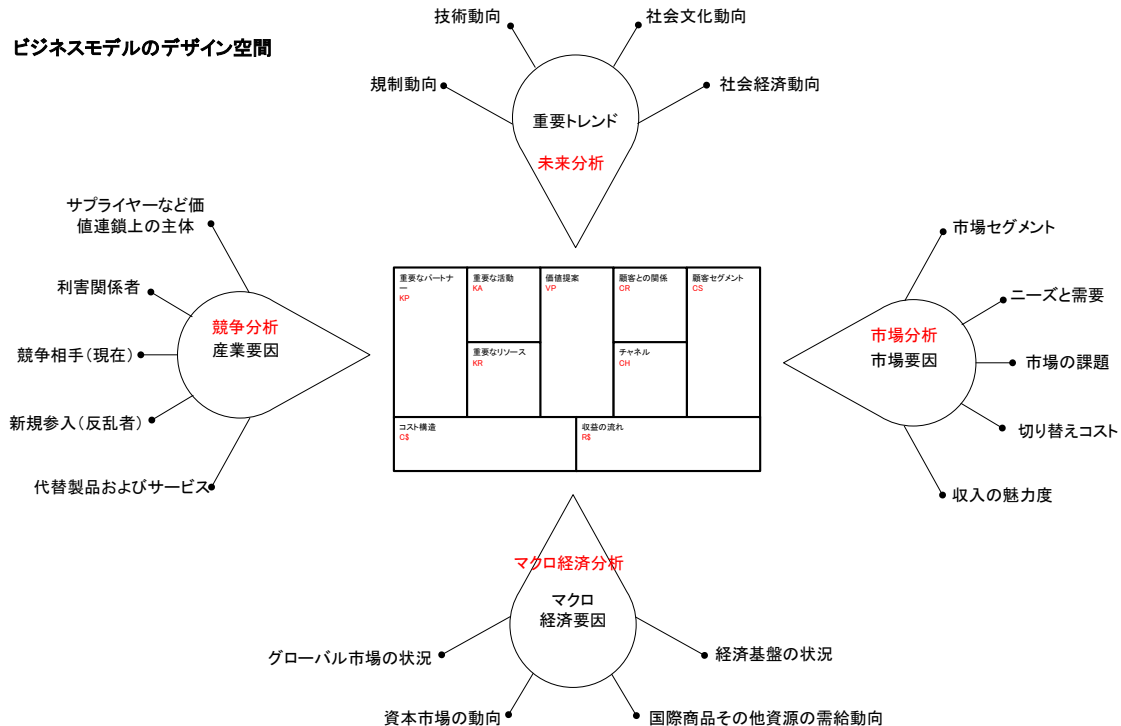 ビジネスモデルのデザイン空間
技術動向
社会文化動向
規制動向
社会経済動向
重要トレンド
未来分析
サプライヤーなど価
値連鎖上の主体
利害関係者
競争相手（現在）
新規参入（反乱者）
代替製品およびサービス
競争分析
産業要因
重要なパートナ
ー
KP
重要な活動
KA
価値提案
VP
顧客との関係
CR
顧客セグメント
CS
重要なリソース
KR
チャネル
CH
コスト構造
C$
収益の流れ
R$
市場分析
市場要因
市場セグメント
ニーズと需要
市場の課題
切り替えコスト
収入の魅力度
マクロ経済分析
マクロ
経済要因
グローバル市場の状況
経済基盤の状況
資本市場の動向
国際商品その他資源の需給動向